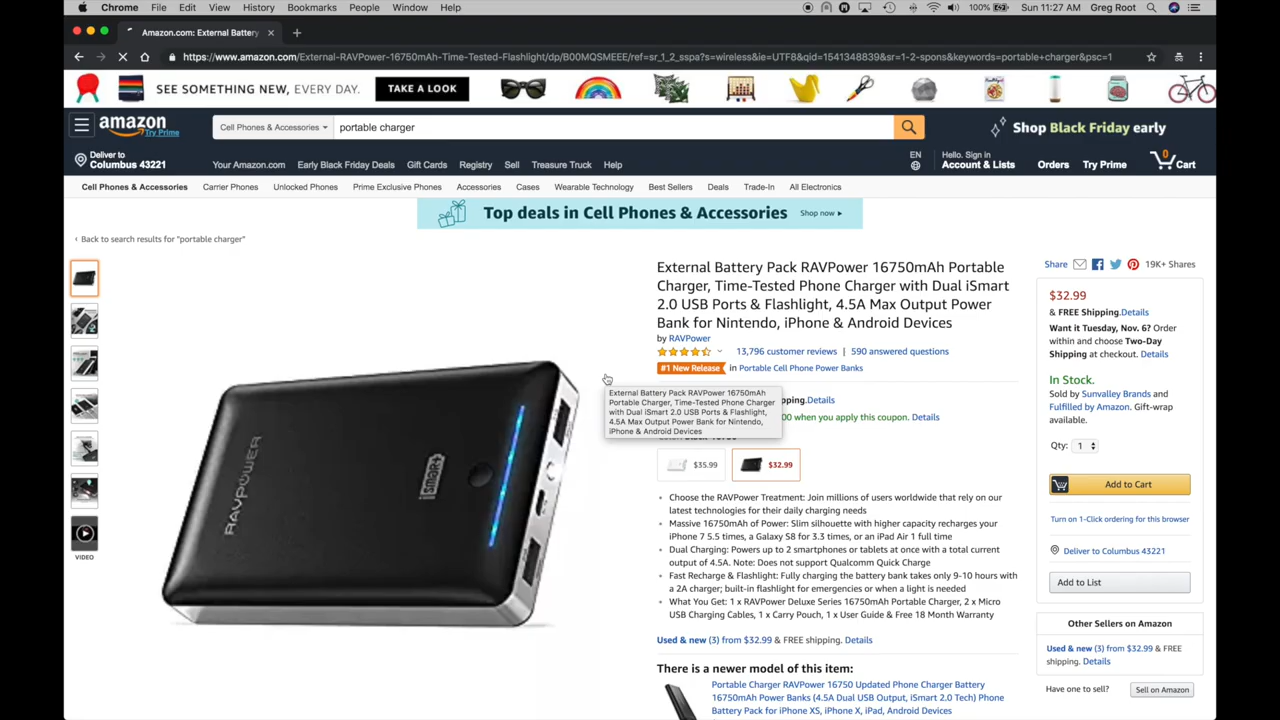 Chrome File Edit View History Bookmarks People Window Help
100% Sun 11:27 AM Greg Root
Amazon.com: External Battery
https://www.amazon.com/External-RAVPower-16750mAh-Time-Tested-Flashlight/dp/B00MQSMEEE/ref=sr_1_2_sspa?s=wireless&ie=UTF8&qid=1541348839&sr=1-2-spons&keywords=portable+charger&psc=1
SEE SOMETHING NEW, EVERY DAY. TAKE A LOOK
amazon
Try Prime
Cell Phones & Accessories
portable charger
Shop Black Friday early
Deliver to
Columbus 43221
Your Amazon.com Early Black Friday Deals Gift Cards Registry Sell Treasure Truck Help
EN
Hello. Sign in
Account & Lists
Orders
Try Prime
0
Cart
Cell Phones & Accessories Carrier Phones Unlocked Phones Prime Exclusive Phones Accessories Cases Wearable Technology Best Sellers Deals Trade-In All Electronics
Top deals in Cell Phones & Accessories Shop now
‹ Back to search results for "portable charger"
VIDEO
RAVPOWER
iSMART
External Battery Pack RAVPower 16750mAh Portable
Charger, Time-Tested Phone Charger with Dual iSmart
2.0 USB Ports & Flashlight, 4.5A Max Output Power
Bank for Nintendo, iPhone & Android Devices
by RAVPower
13,796 customer reviews | 590 answered questions
#1 New Release in Portable Cell Phone Power Banks
External Battery Pack RAVPower 16750mAh
Portable Charger, Time-Tested Phone Charger
with Dual iSmart 2.0 USB Ports & Flashlight,
4.5A Max Output Power Bank for Nintendo,
iPhone & Android Devices
pping. Details
00 when you apply this coupon. Details
$35.99
$32.99
• Choose the RAVPower Treatment: Join millions of users worldwide that rely on our
latest technologies for their daily charging needs
• Massive 16750mAh of Power: Slim silhouette with higher capacity recharges your
iPhone 7 5.5 times, a Galaxy S8 for 3.3 times, or an iPad Air 1 full time
• Dual Charging: Powers up to 2 smartphones or tablets at once with a total current
output of 4.5A. Note: Does not support Qualcomm Quick Charge
• Fast Recharge & Flashlight: Fully charging the battery bank takes only 9-10 hours with
a 2A charger; built-in flashlight for emergencies or when a light is needed
• What You Get: 1 x RAVPower Deluxe Series 16750mAh Portable Charger, 2 x Micro
USB Charging Cables, 1 x Carry Pouch, 1 x User Guide & Free 18 Month Warranty
Used & new (3) from $32.99 & FREE shipping. Details
There is a newer model of this item:
Portable Charger RAVPower 16750 Updated Phone Charger Battery
16750mAh Power Banks (4.5A Dual USB Output, iSmart 2.0 Tech) Phone
Battery Pack for iPhone XS, iPhone X, iPad, Android Devices
Share 19K+ Shares
$32.99
& FREE Shipping. Details
Want it Tuesday, Nov. 6? Order
within and choose Two-Day
Shipping at checkout. Details
In Stock.
Sold by Sunvalley Brands and
Fulfilled by Amazon. Gift-wrap
available.
Qty: 1
Add to Cart
Turn on 1-Click ordering for this browser
Deliver to Columbus 43221
Add to List
Other Sellers on Amazon
Used & new (3) from $32.99 & FREE
shipping. Details
Have one to sell? Sell on Amazon